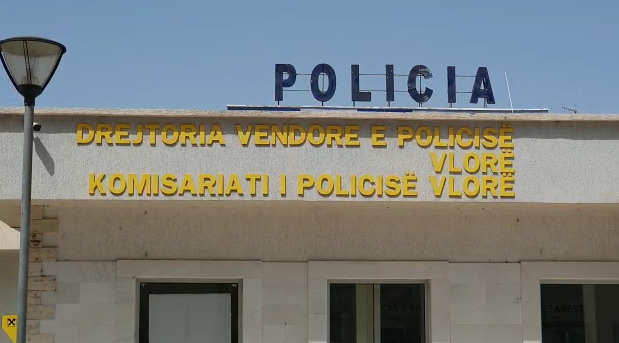 POLICIA
DREJTORIA VENDORE E POLICISË
VLORË
KOMISARIATI I POLICISË VLORË